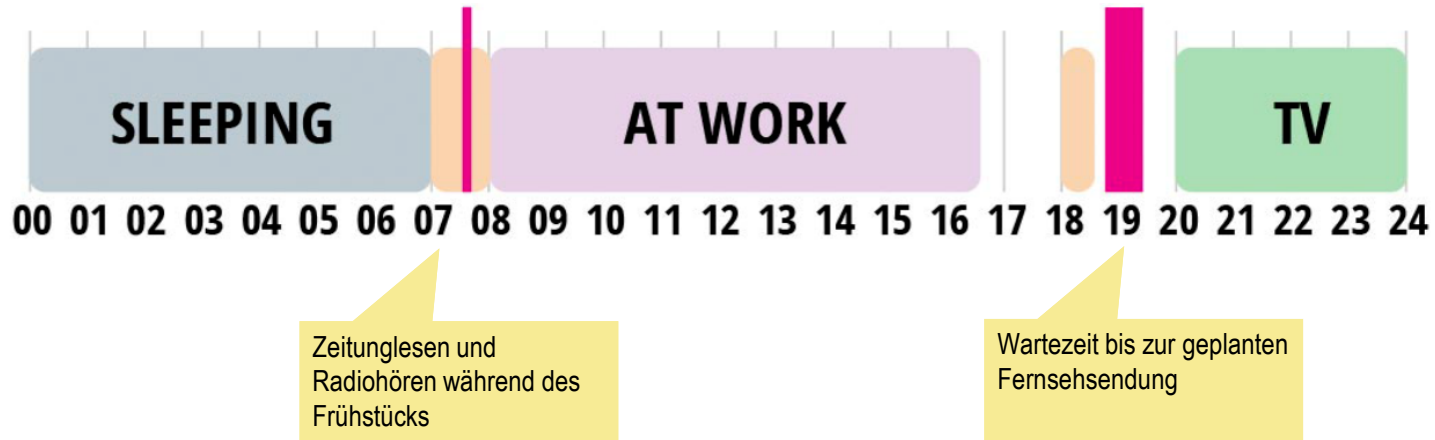 SLEEPING AT WORK TV
00 01 02 03 04 05 06 07 08 09 10 11 12 13 14 15 16 17 18 19 20 21 22 23 24
Zeitunglesen und
Radiohören während des
Frühstücks
Wartezeit bis zur geplanten
Fernsehsendung